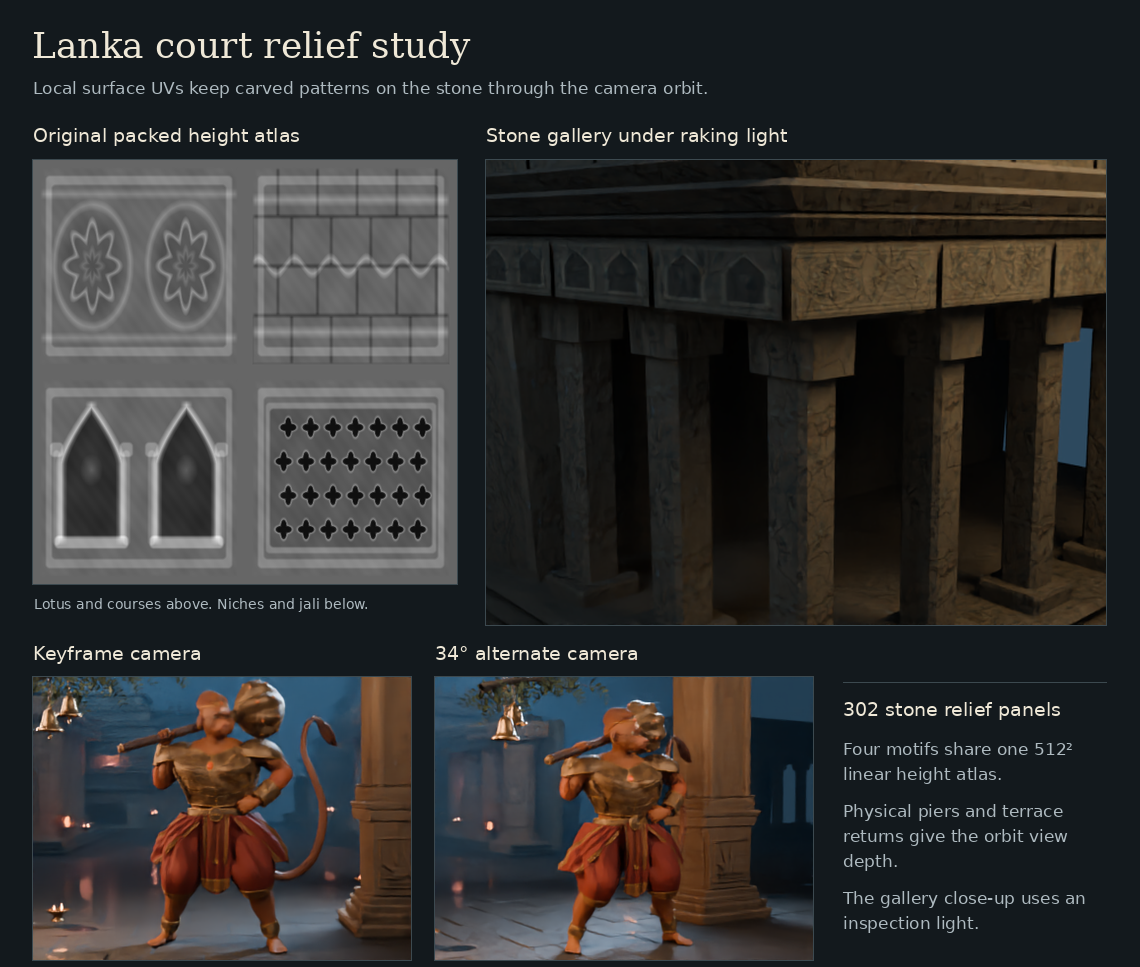 Lanka court relief study
Local surface UVs keep carved patterns on the stone through the camera orbit.
Original packed height atlas
Stone gallery under raking light
Lotus and courses above. Niches and jali below.
Keyframe camera
34° alternate camera
302 stone relief panels
Four motifs share one 512²
linear height atlas.
Physical piers and terrace
returns give the orbit view
depth.
The gallery close-up uses an
inspection light.